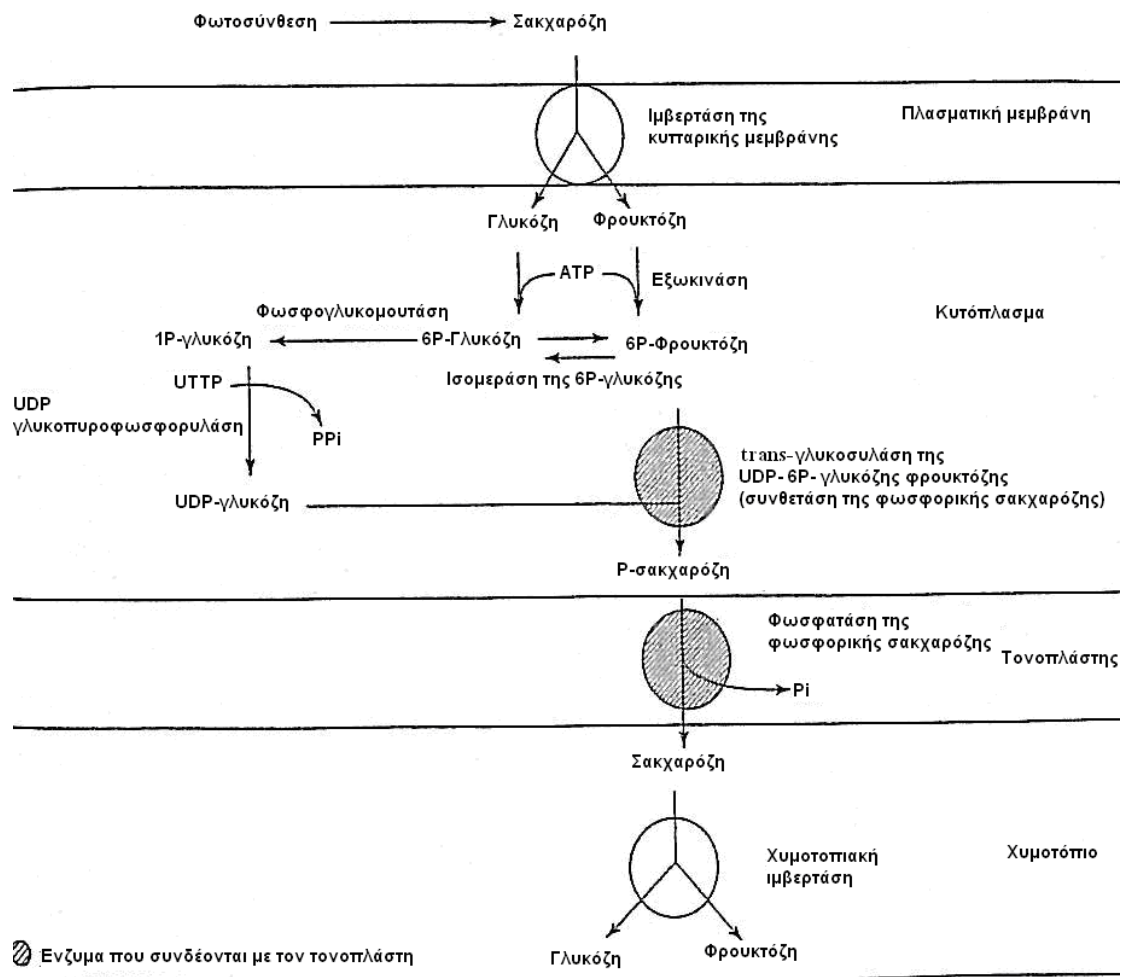 Φωτοσύνθεση Σακχαρόζη
Ιμβερτάση της
κυτταρικής μεμβράνης
Πλασματική μεμβράνη
Γλυκόζη Φρουκτόζη
ATP
Εξωκινάση
Κυτόπλασμα
Φωσφογλυκομουτάση
1P-γλυκόζη 6P-Γλυκόζη 6P-Φρουκτόζη
Ισομεράση της 6P-γλυκόζης
UTTP
UDP
γλυκοπυροφωσφορυλάση
PPi
trans-γλυκοσυλάση της
UDP- 6P- γλυκόζης φρουκτόζης
(συνθετάση της φωσφορικής σακχαρόζης)
UDP-γλυκόζη
P-σακχαρόζη
Φωσφατάση της
φωσφορικής σακχαρόζης
Τονοπλάστης
Pi
Σακχαρόζη
Χυμοτοπιακή
ιμβερτάση
Χυμοτόπιο
Γλυκόζη Φρουκτόζη
Ενζυμα που συνδέονται με τον τονοπλάστη